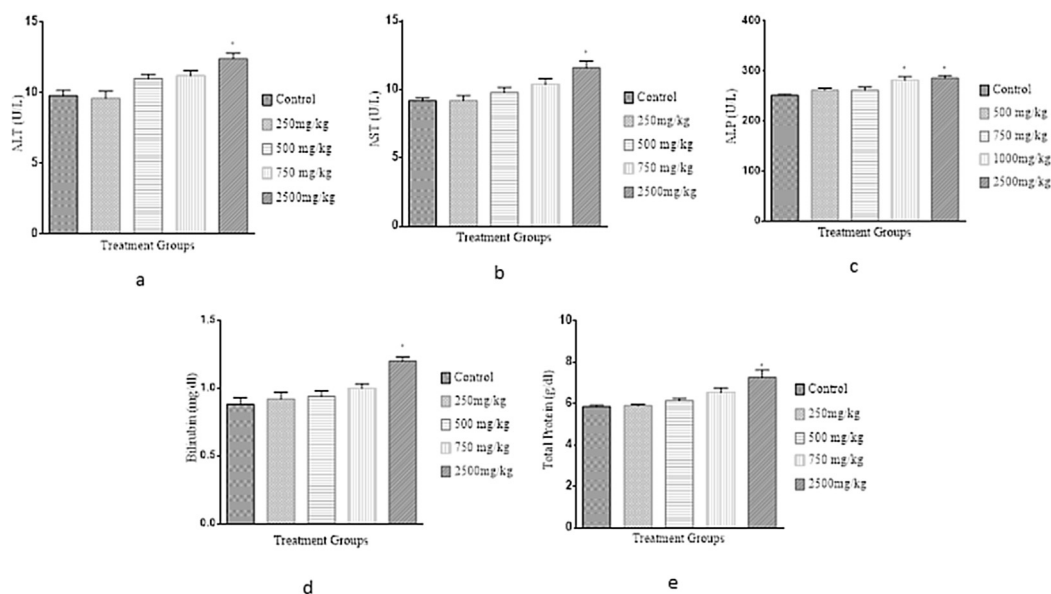 15
10
5
0
ALT (U/L)
*
Treatment Groups
Control
250mg/kg
500 mg/kg
750 mg/kg
2500mg/kg
a
15
10
5
0
AST (U/L)
*
Treatment Groups
Control
250mg/kg
500 mg/kg
750 mg/kg
2500mg/kg
b
400
300
200
100
0
ALP (U/L)
* *
Treatment Groups
Control
500 mg/kg
750 mg/kg
1000mg/kg
2500mg/kg
c
1.5
1.0
0.5
0.0
Bilirubin (mg/dl)
*
Treatment Groups
Control
250mg/kg
500 mg/kg
750 mg/kg
2500mg/kg
d
10
8
6
4
2
0
Total Protein (g/dl)
*
Treatment Groups
Control
250mg/kg
500 mg/kg
750 mg/kg
2500mg/kg
e